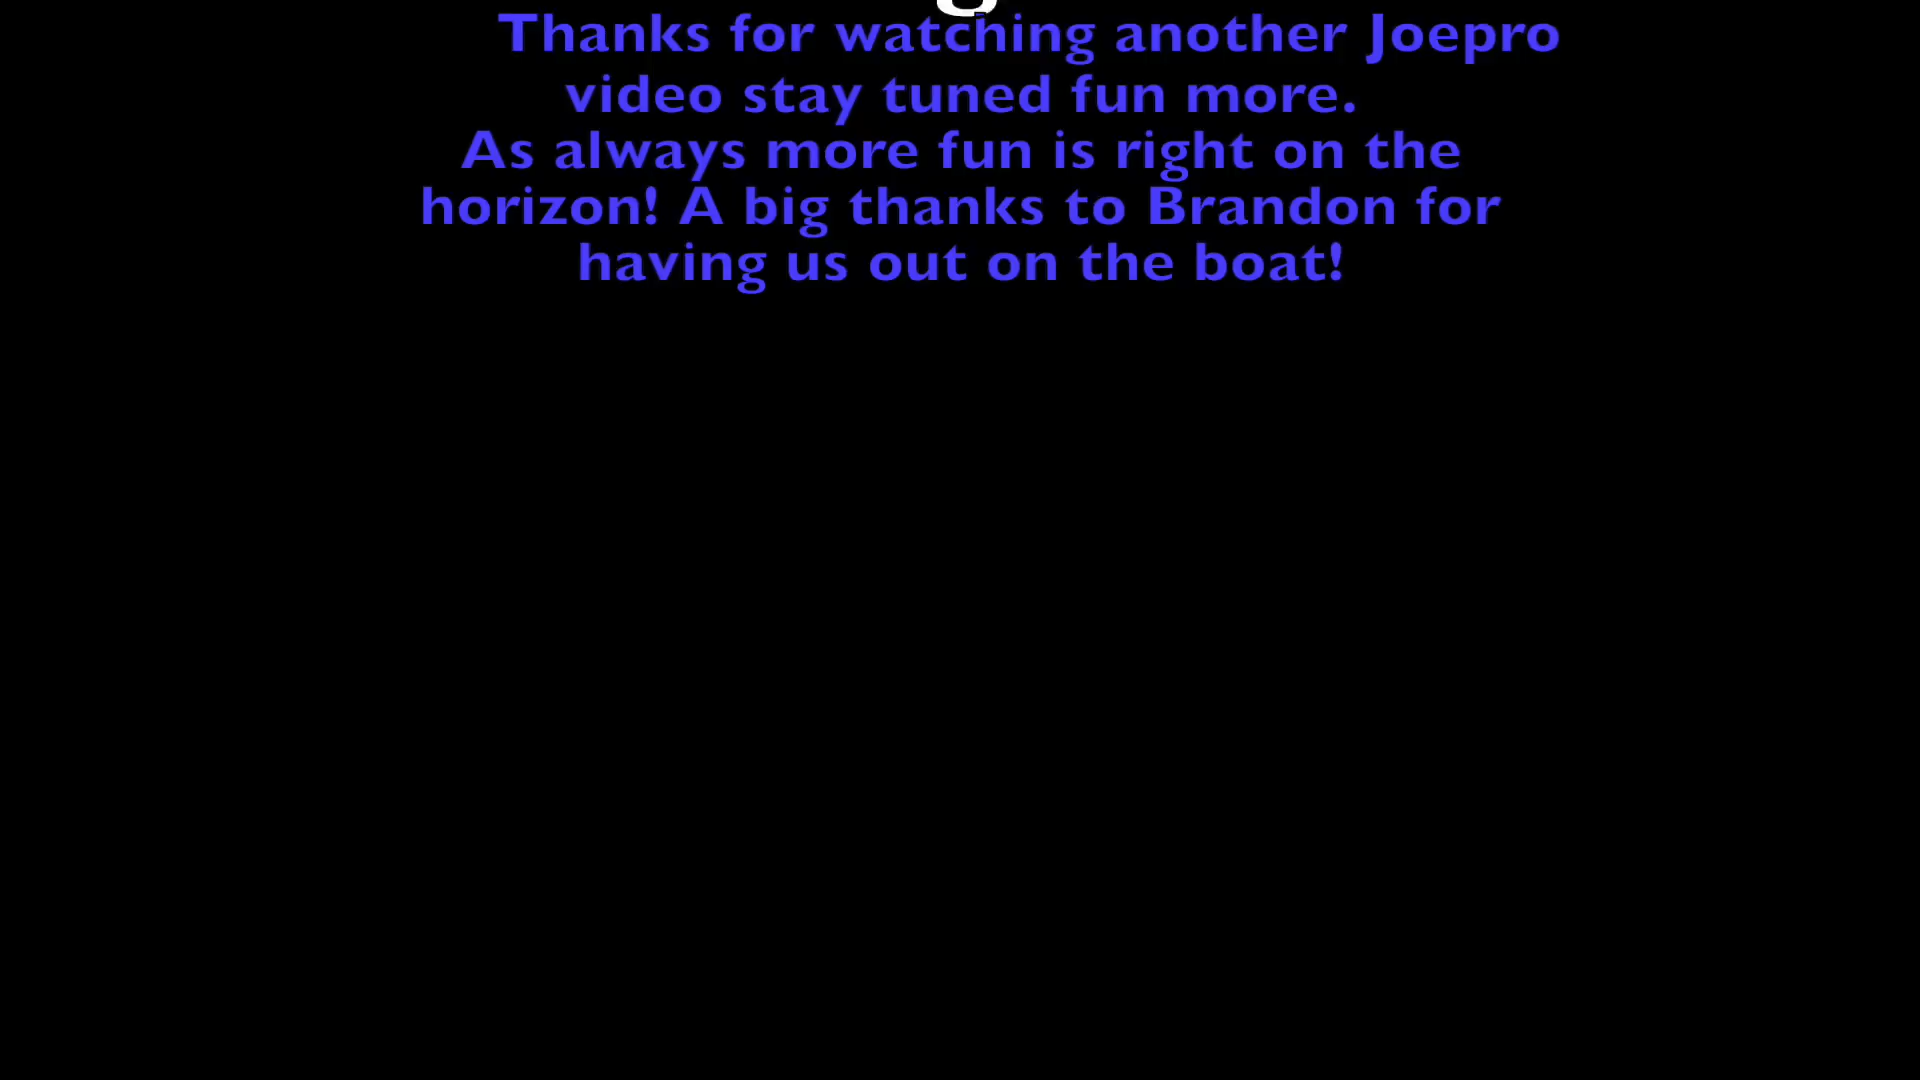 Thanks for watching another Joepro
video stay tuned fun more.
As always more fun is right on the
horizon! A big thanks to Brandon for
having us out on the boat!